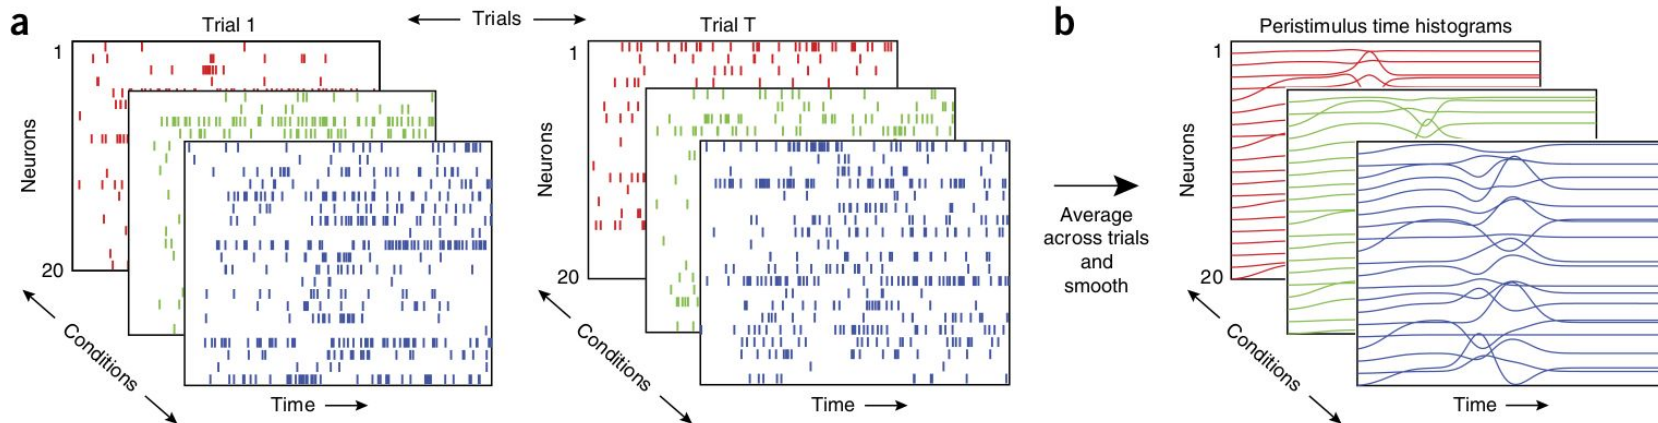 a
Trial 1
Trials
Trial T
1
Neurons
20
Conditions
Time
1
Neurons
20
Conditions
Time
Average
across trials
and
smooth
b
Peristimulus time histograms
1
Neurons
20
Conditions
Time